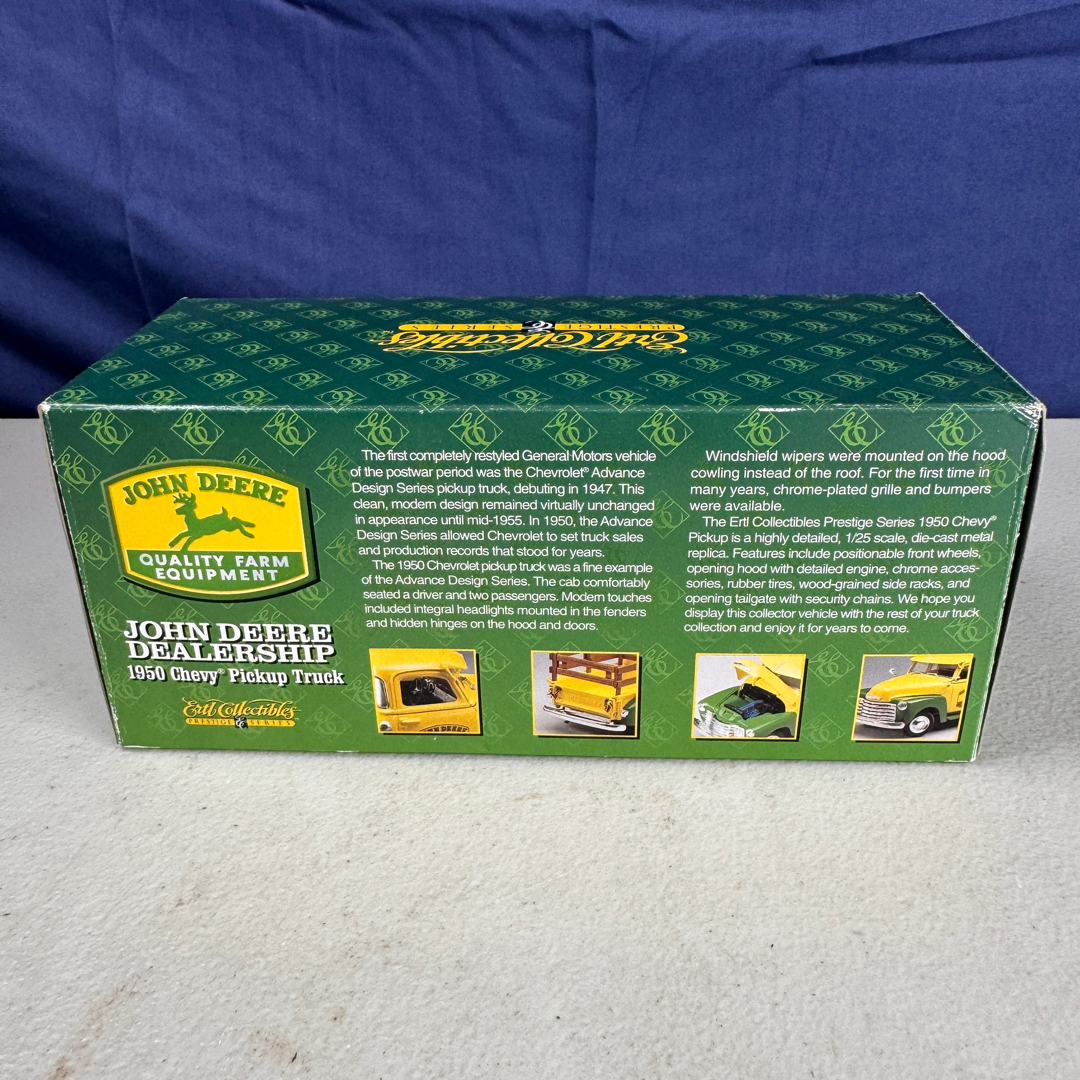 Ertl Collectibles™
PRESTIGE & SERIES
JOHN DEERE
QUALITY FARM
EQUIPMENT
JOHN DEERE
DEALERSHIP
1950 Chevy® Pickup Truck
Ertl Collectibles
PRESTIGE & SERIES
The first completely restyled General Motors vehicle
of the postwar period was the Chevrolet® Advance
Design Series pickup truck, debuting in 1947. This
clean, modern design remained virtually unchanged
in appearance until mid-1955. In 1950, the Advance
Design Series allowed Chevrolet to set truck sales
and production records that stood for years.
The 1950 Chevrolet pickup truck was a fine example
of the Advance Design Series. The cab comfortably
seated a driver and two passengers. Modern touches
included integral headlights mounted in the fenders
and hidden hinges on the hood and doors.
Windshield wipers were mounted on the hood
cowling instead of the roof. For the first time in
many years, chrome-plated grille and bumpers
were available.
The Ertl Collectibles Prestige Series 1950 Chevy®
Pickup is a highly detailed, 1/25 scale, die-cast metal
replica. Features include positionable front wheels,
opening hood with detailed engine, chrome acces-
sories, rubber tires, wood-grained side racks, and
opening tailgate with security chains. We hope you
display this collector vehicle with the rest of your truck
collection and enjoy it for years to come.
JOHN DEERE